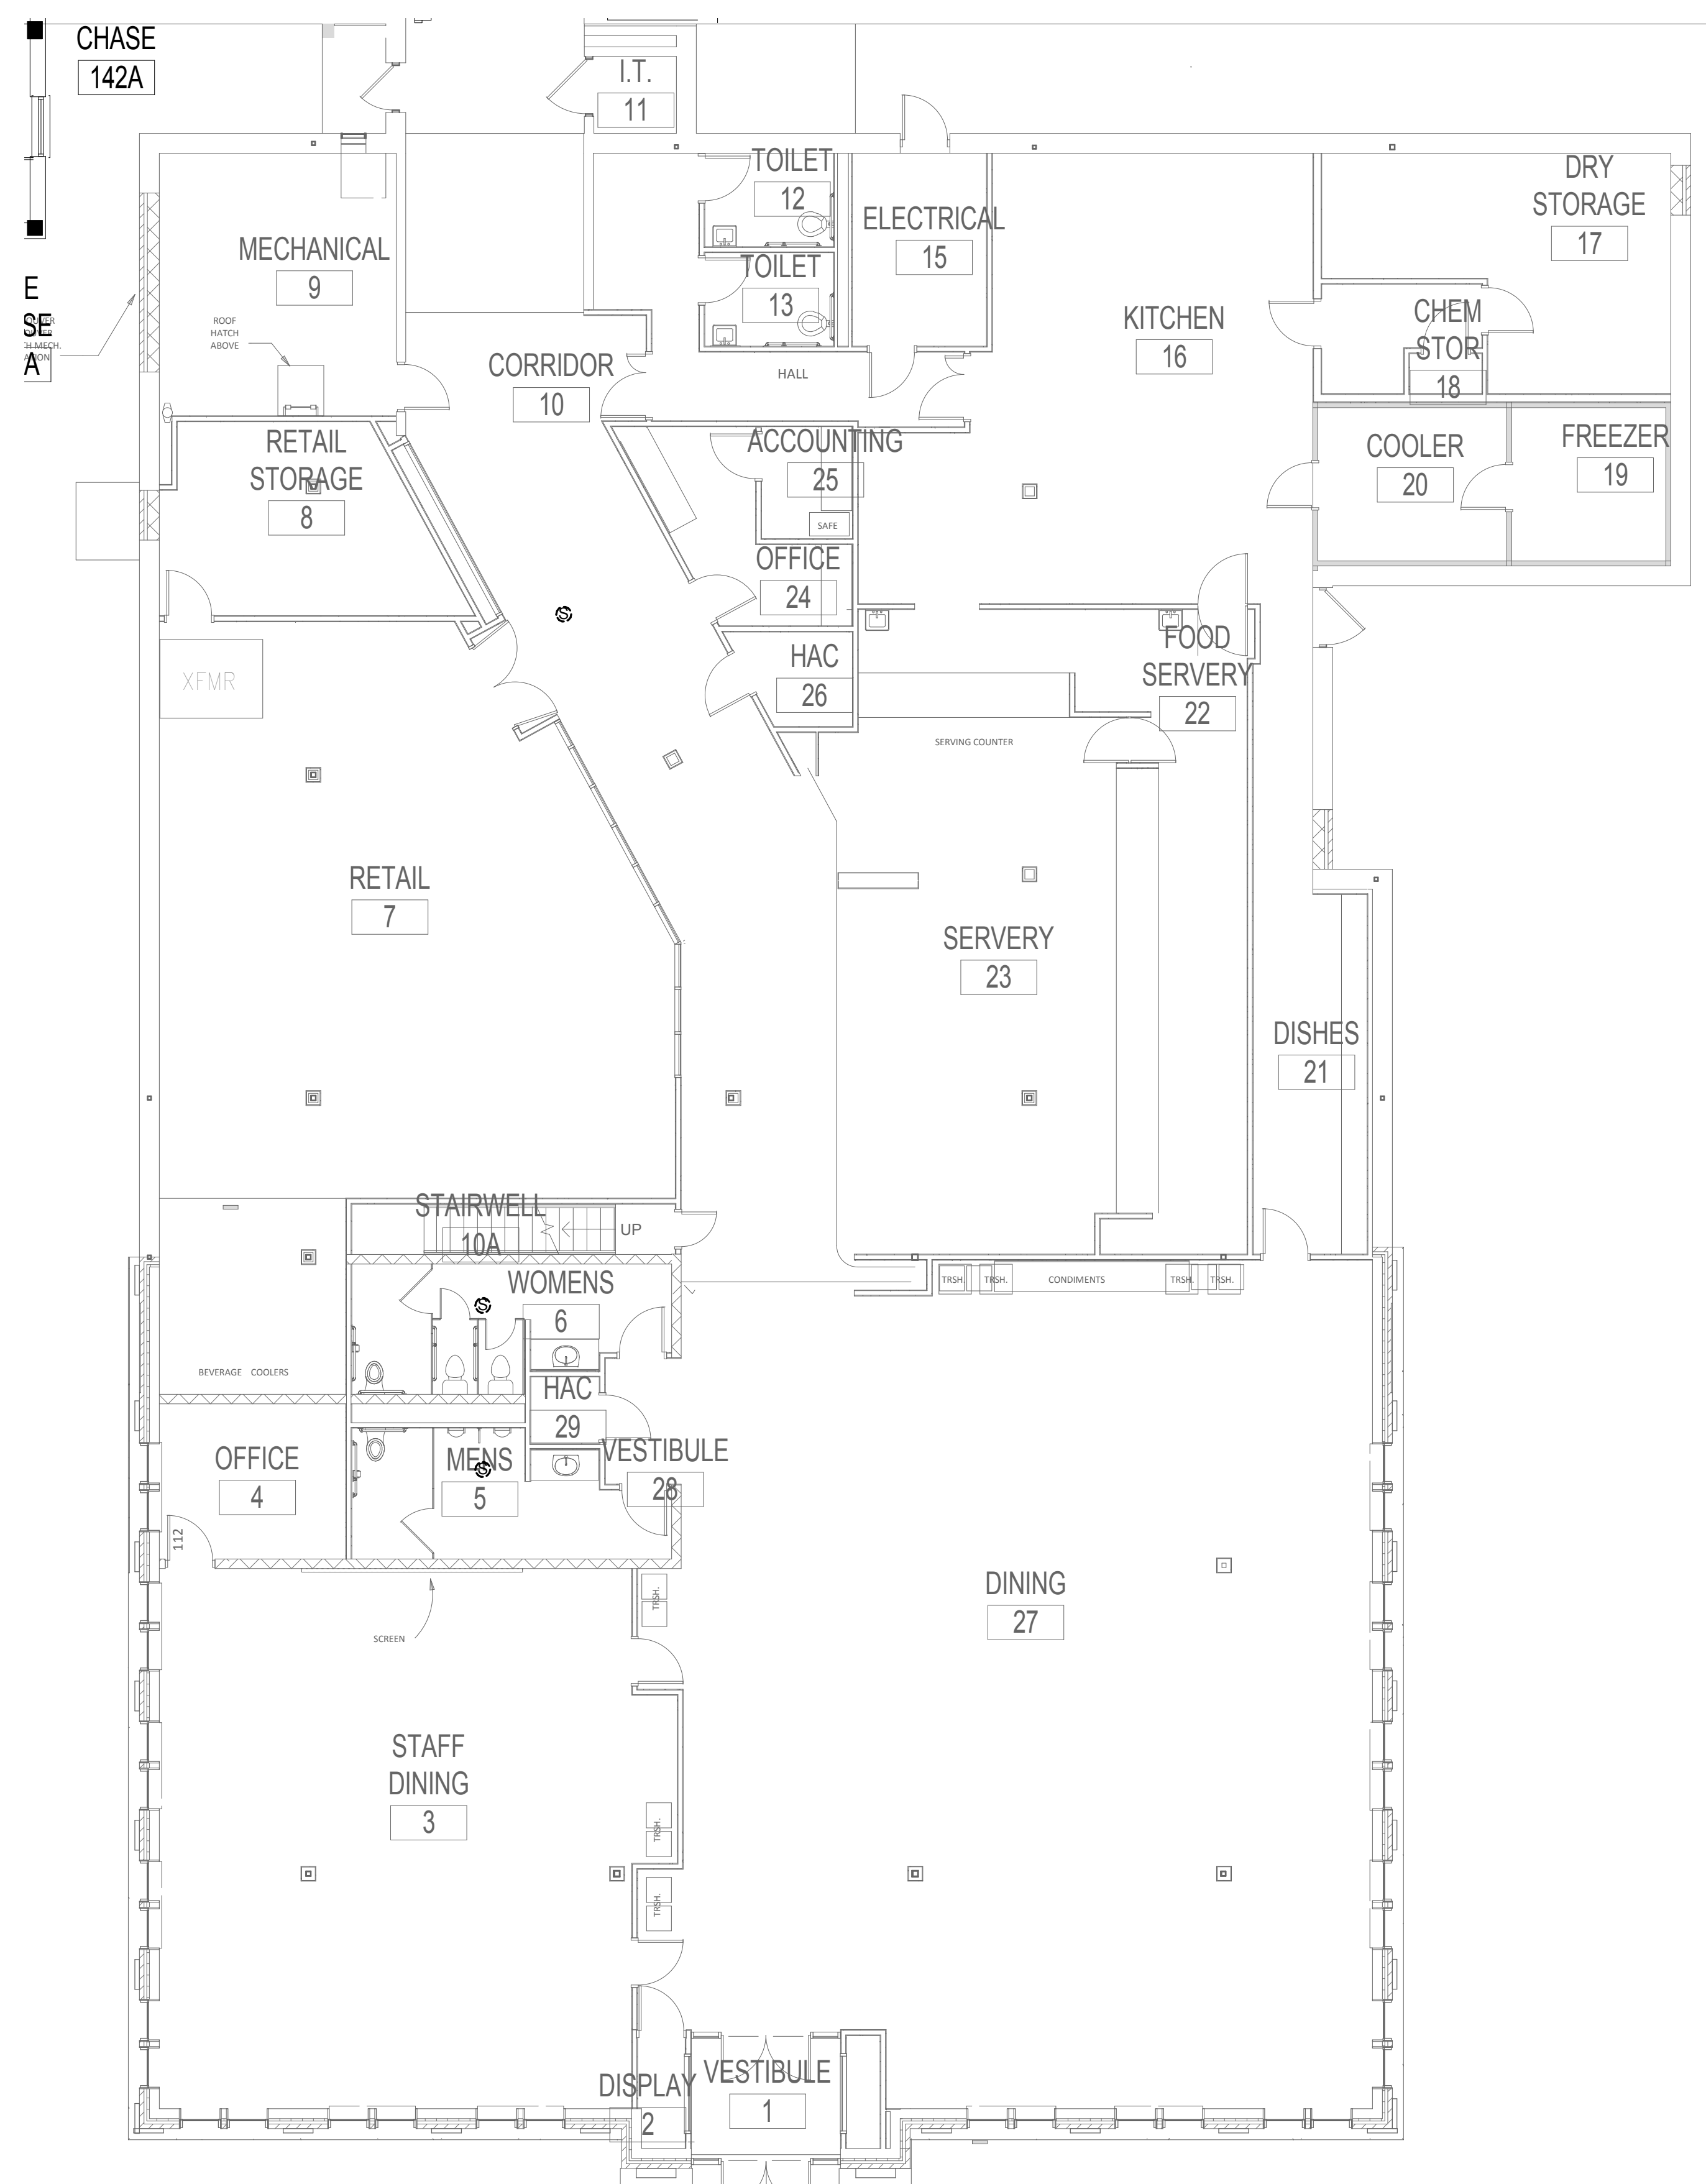 CHASE
142A
I.T.
11
TOILET
12
DRY
STORAGE
17
ELECTRICAL
15
MECHANICAL
9
TOILET
13
E
SE
A
H MECH.
ROOF
HATCH
ABOVE
KITCHEN
16
CHEM
STOR
18
CORRIDOR
10
HALL
RETAIL
STORAGE
8
ACCOUNTING
25
SAFE
COOLER
20
FREEZER
19
OFFICE
24
S
XFMR
HAC
26
FOOD
SERVERY
22
SERVING COUNTER
RETAIL
7
SERVERY
23
DISHES
21
STAIRWELL
10A
UP
WOMENS
6
S
TRSH.
TRSH.
CONDIMENTS
TRSH.
TRSH.
BEVERAGE COOLERS
HAC
29
OFFICE
4
MENS
S
5
VESTIBULE
28
112
DINING
27
TRSH.
SCREEN
STAFF
DINING
3
TRSH.
TRSH.
DISPLAY
2
VESTIBULE
1